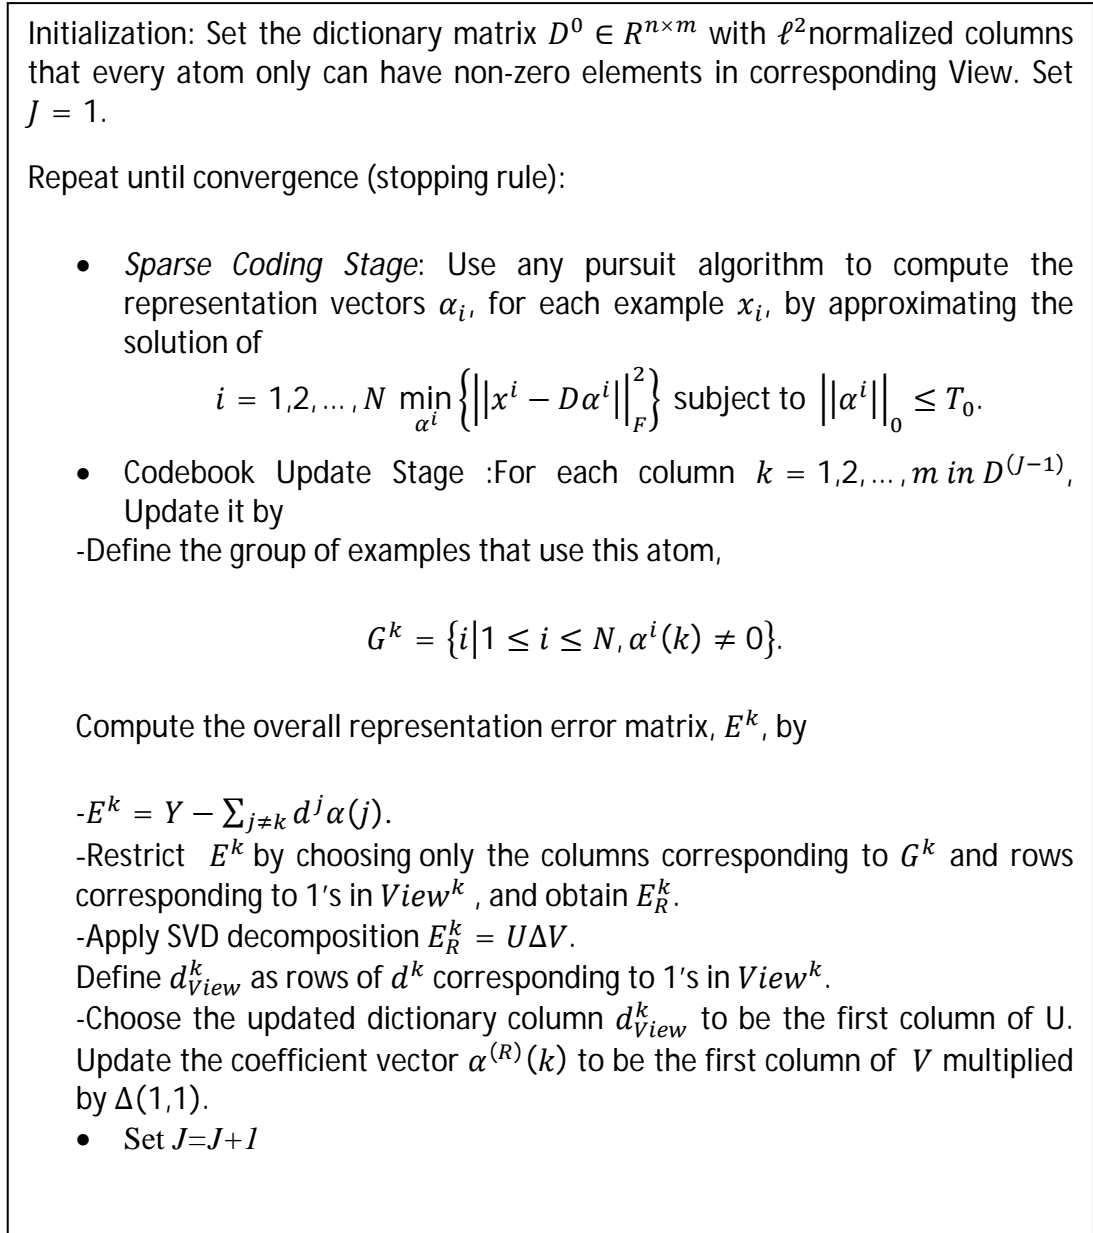 Initialization: Set the dictionary matrix D⁰ ∈ Rⁿˣᵐ with ℓ²normalized columns
that every atom only can have non-zero elements in corresponding View. Set
J = 1.
Repeat until convergence (stopping rule):
• Sparse Coding Stage: Use any pursuit algorithm to compute the
representation vectors αᵢ, for each example xᵢ, by approximating the
solution of
i = 1,2, … , N min_{αⁱ} {||xⁱ − Dαⁱ||²_F} subject to ||αⁱ||₀ ≤ T₀.
• Codebook Update Stage :For each column k = 1,2, … , m in D^(J−1),
Update it by
-Define the group of examples that use this atom,
Gᵏ = {i|1 ≤ i ≤ N, αⁱ(k) ≠ 0}.
Compute the overall representation error matrix, Eᵏ, by
-Eᵏ = Y − ∑_{j≠k} dʲα(j).
-Restrict Eᵏ by choosing only the columns corresponding to Gᵏ and rows
corresponding to 1's in Viewᵏ , and obtain E_R^k.
-Apply SVD decomposition E_R^k = UΔV.
Define d_View^k as rows of dᵏ corresponding to 1's in Viewᵏ.
-Choose the updated dictionary column d_View^k to be the first column of U.
Update the coefficient vector α^(R)(k) to be the first column of V multiplied
by Δ(1,1).
• Set J=J+1